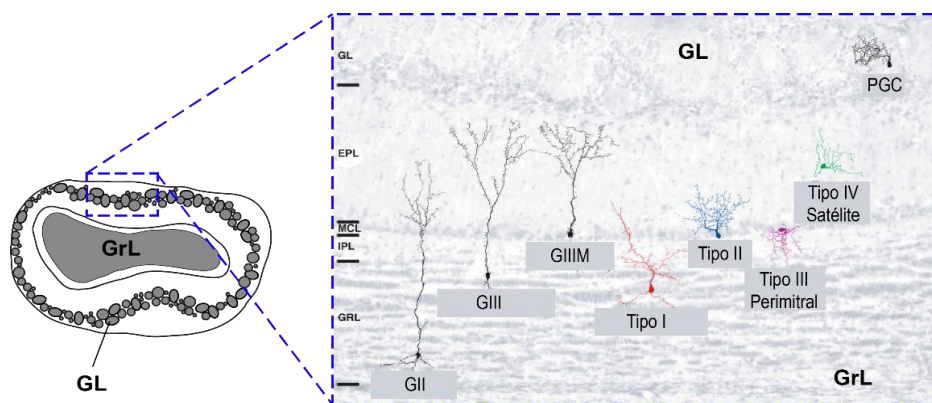 GrL
GL
GL
GL
PGC
EPL
MCL
IPL
GRL
GII
GIII
GIIIM
Tipo I
Tipo II
Tipo III
Perimitral
Tipo IV
Satélite
GrL